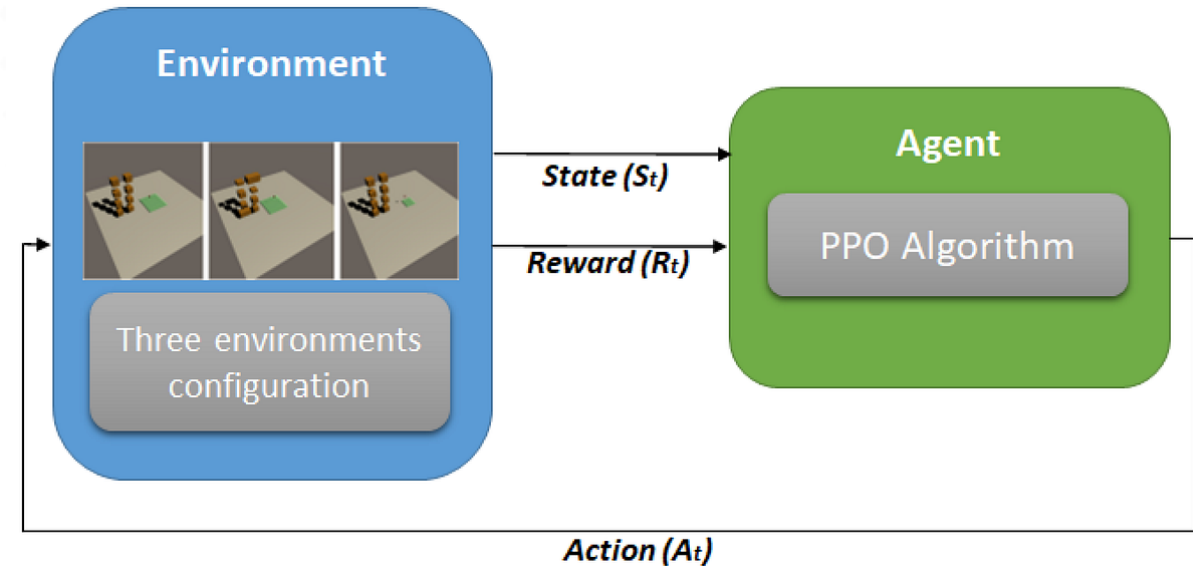 Environment
Three environments
configuration
State (St)
Reward (Rt)
Agent
PPO Algorithm
Action (At)